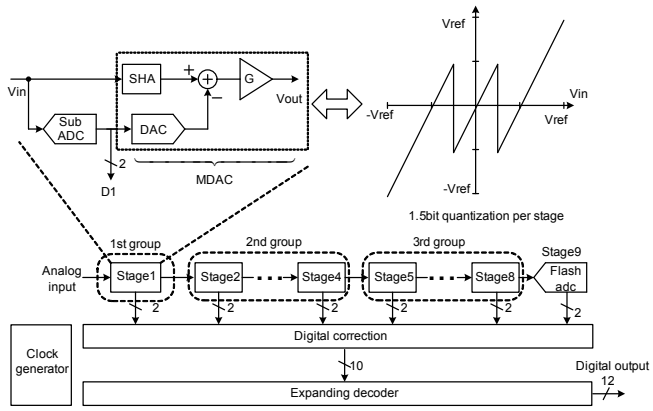 Vref
SHA
+
+
G
Vin
−
Vout
Sub
ADC
DAC
2
D1
MDAC
Vin
-Vref
Vref
-Vref
1.5bit quantization per stage
1st group
2nd group
3rd group
Stage9
Analog
input
Stage1
Stage2
Stage4
Stage5
Stage8
Flash
adc
2
2
2
2
2
2
Digital correction
Clock
generator
10
Digital output
12
Expanding decoder